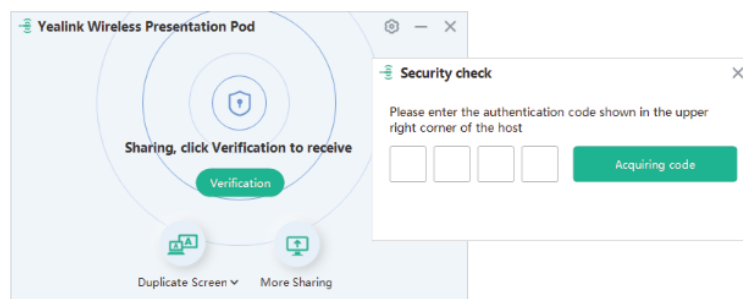 Yealink Wireless Presentation Pod
Sharing, click Verification to receive
Verification
Duplicate Screen
More Sharing
Security check
Please enter the authentication code shown in the upper
right corner of the host
Acquiring code